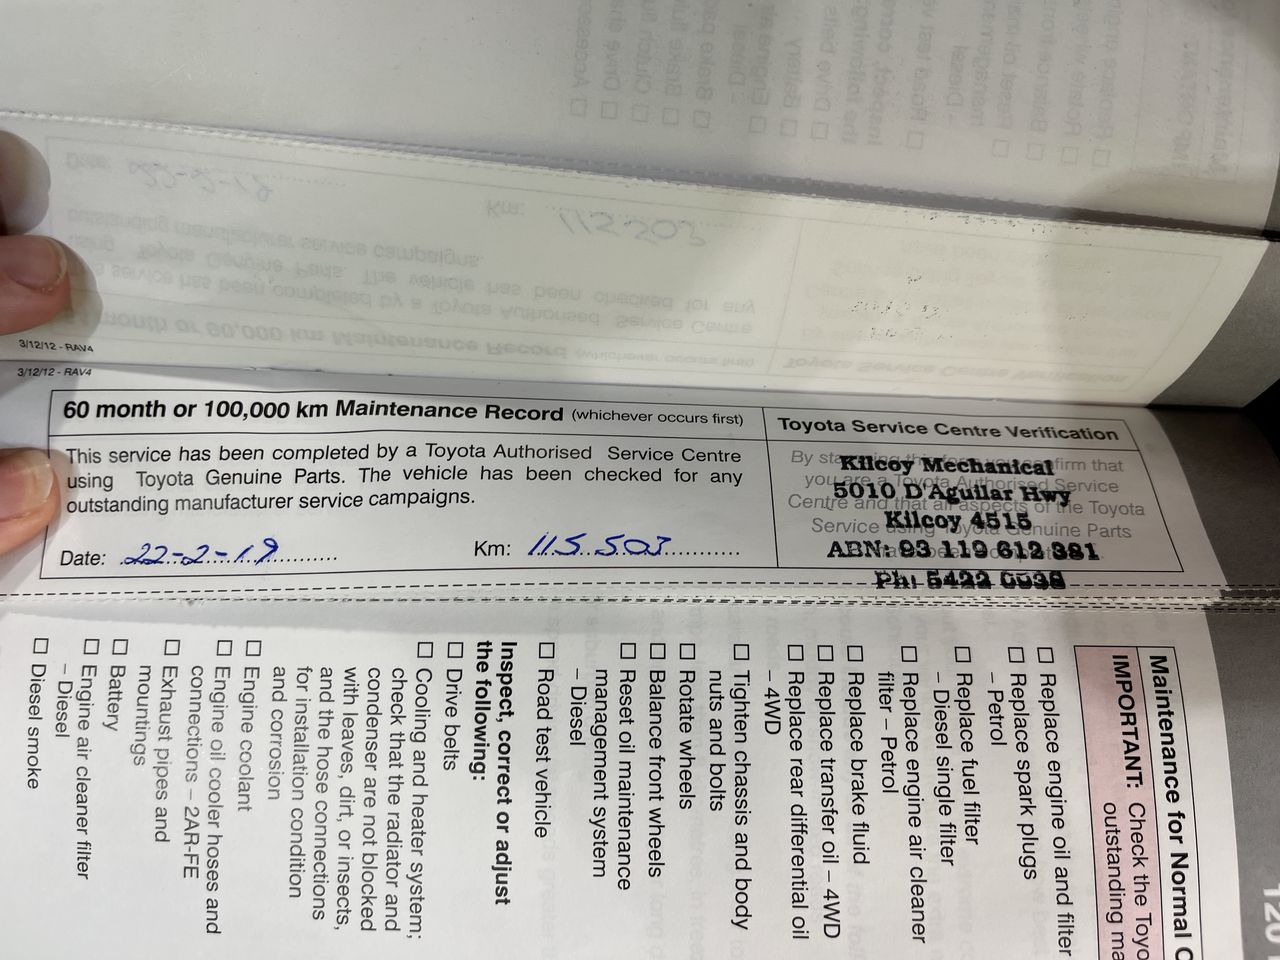 3/12/12 - RAV4
3/12/12 - RAV4
60 month or 100,000 km Maintenance Record (whichever occurs first)
This service has been completed by a Toyota Authorised Service Centre
using Toyota Genuine Parts. The vehicle has been checked for any
outstanding manufacturer service campaigns.
Date: 22-2-19
Km: 115.503
Toyota Service Centre Verification
Kilcoy Mechanical
5010 D'Aguilar Hwy
Kilcoy 4515
ABN: 93 119 612 381
Ph: 5422 0038
Maintenance for Normal C
IMPORTANT: Check the Toyo
outstanding ma
☐ Replace engine oil and filter
☐ Replace spark plugs
– Petrol
☐ Replace fuel filter
– Diesel single filter
☐ Replace engine air cleaner
filter – Petrol
☐ Replace brake fluid
☐ Replace transfer oil – 4WD
☐ Replace rear differential oil
– 4WD
☐ Tighten chassis and body
nuts and bolts
☐ Rotate wheels
☐ Balance front wheels
☐ Reset oil maintenance
management system
– Diesel
☐ Road test vehicle
Inspect, correct or adjust
the following:
☐ Drive belts
☐ Cooling and heater system;
check that the radiator and
condenser are not blocked
with leaves, dirt, or insects,
and the hose connections
for installation condition
and corrosion
☐ Engine coolant
☐ Engine oil cooler hoses and
connections – 2AR-FE
☐ Exhaust pipes and
mountings
☐ Battery
☐ Engine air cleaner filter
– Diesel
☐ Diesel smoke